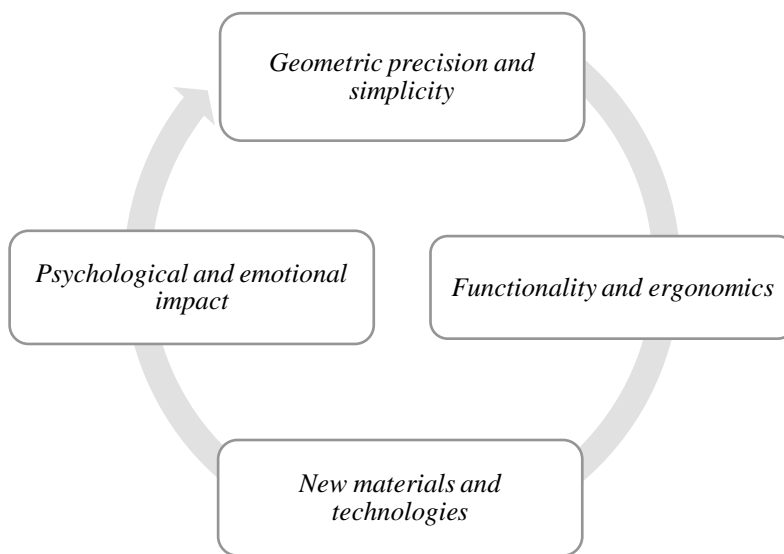 Geometric precision and
simplicity
Functionality and ergonomics
New materials and
technologies
Psychological and emotional
impact